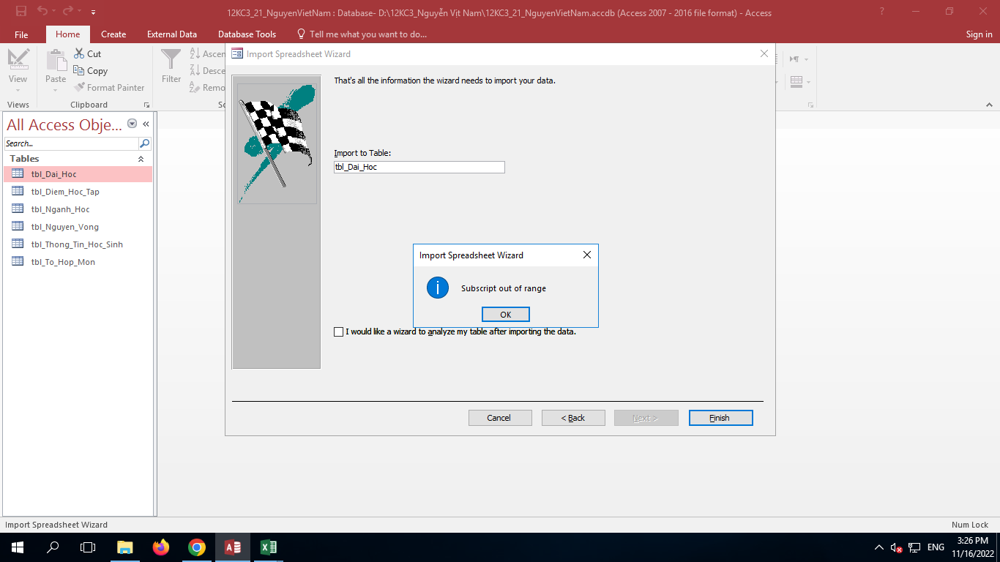 12KC3_21_NguyenVietNam : Database- D:\12KC3_Nguyễn Vịt Nam\12KC3_21_NguyenVietNam.accdb (Access 2007 - 2016 file format) - Access
?
File Home Create External Data Database Tools Tell me what you want to do... Sign in
View
Views
Paste
Cut
Copy
Format Painter
Clipboard
Filter
Ascen
Desce
Remo
Import Spreadsheet Wizard
That's all the information the wizard needs to import your data.
Import to Table:
tbl_Dai_Hoc
Import Spreadsheet Wizard
Subscript out of range
OK
I would like a wizard to analyze my table after importing the data.
Cancel < Back Next > Finish
All Access Obje...
Search...
Tables
tbl_Dai_Hoc
tbl_Diem_Hoc_Tap
tbl_Nganh_Hoc
tbl_Nguyen_Vong
tbl_Thong_Tin_Hoc_Sinh
tbl_To_Hop_Mon
Import Spreadsheet Wizard Num Lock
ENG
3:26 PM
11/16/2022